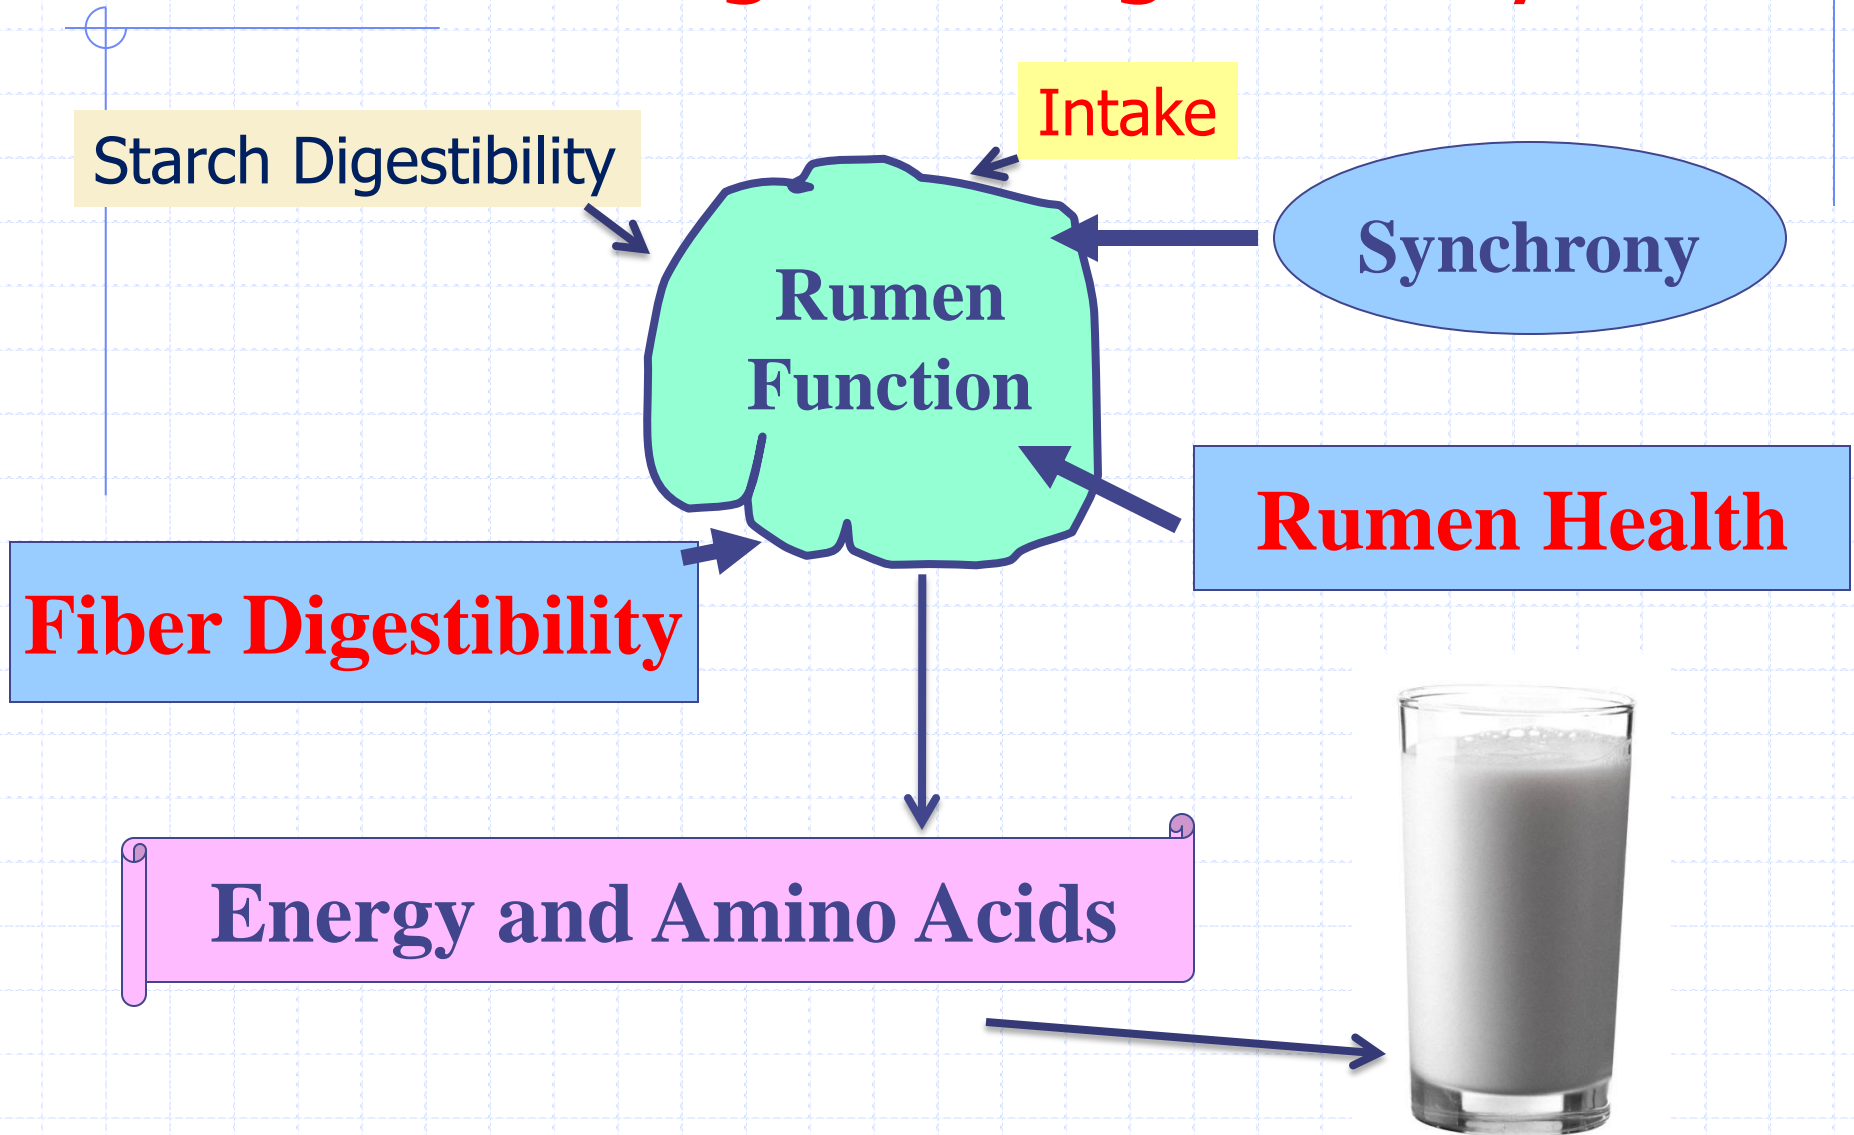 Intake
Starch Digestibility
Synchrony
Rumen
Function
Rumen Health
Fiber Digestibility
Energy and Amino Acids